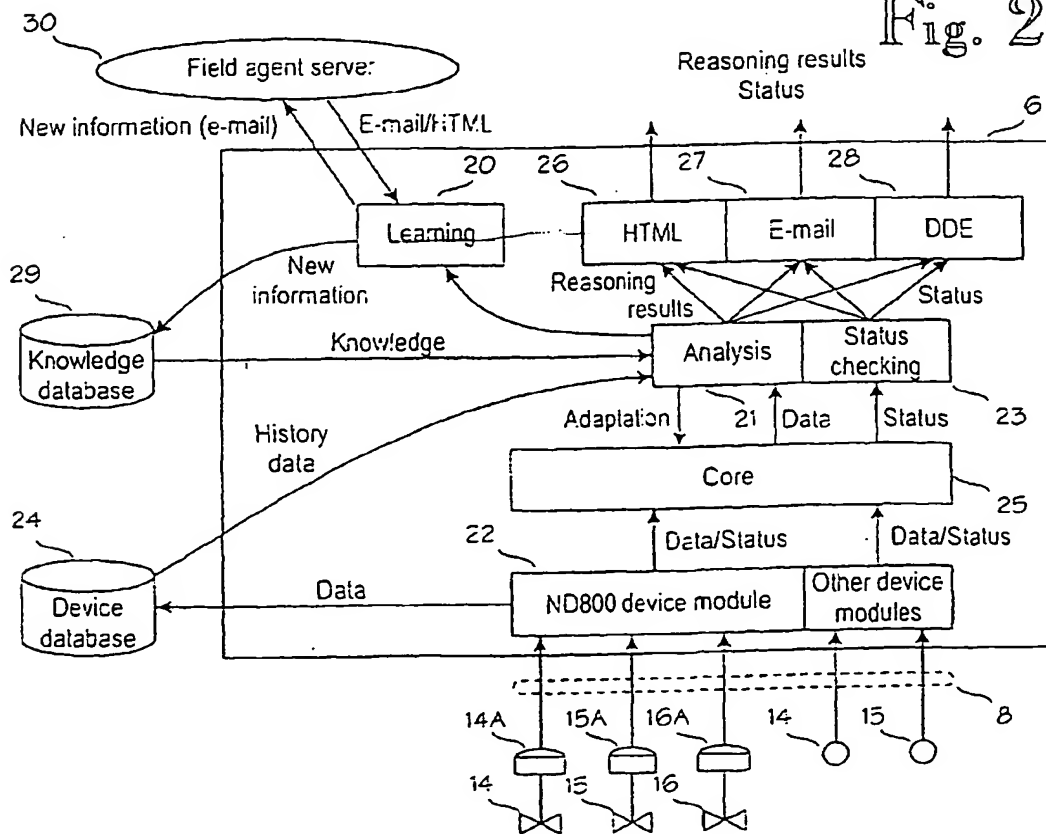 Fig. 2
30
Field agent server
Reasoning results
Status
New information (e-mail)
E-mail/HTML
6
20
26
27
28
Learning
HTML
E-mail
DDE
29
New
information
Reasoning
results
Status
Knowledge
database
Knowledge
Analysis
Status
checking
Adaptation
21
Data
Status
23
History
data
Core
25
24
22
Data/Status
Data/Status
Device
database
Data
ND800 device module
Other device
modules
8
14A
15A
16A
14
15
14
15
16